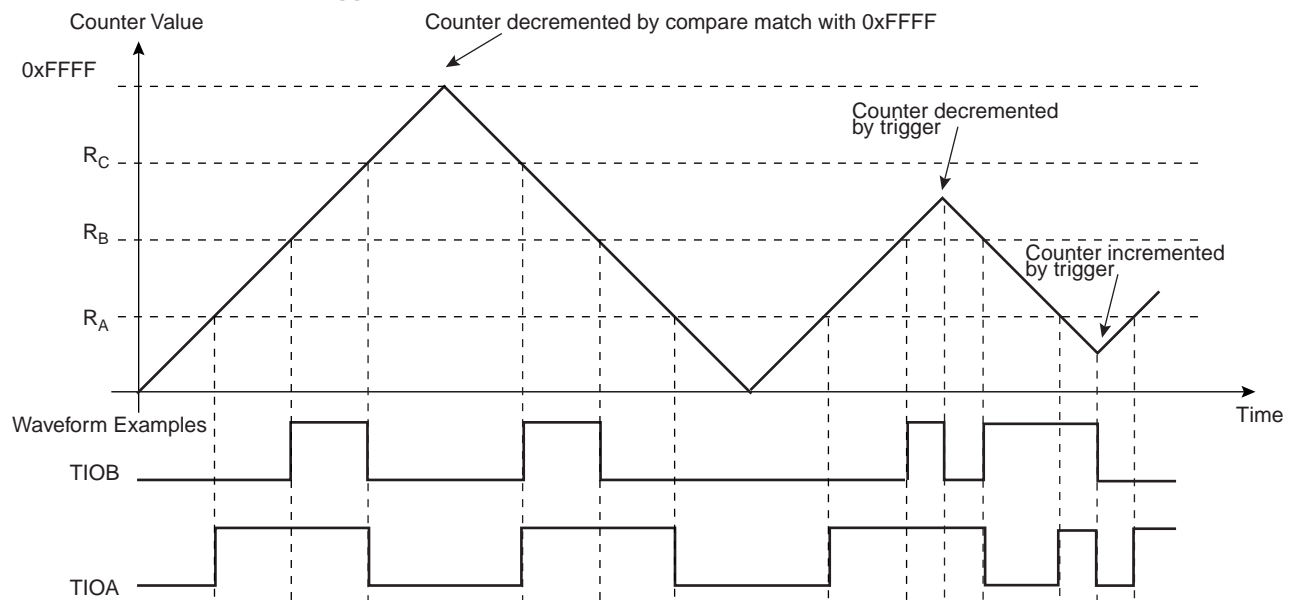 Counter Value
Counter decremented by compare match with 0xFFFF
0xFFFF
Counter decremented
by trigger
RC
RB
Counter incremented
by trigger
RA
Time
Waveform Examples
TIOB
TIOA